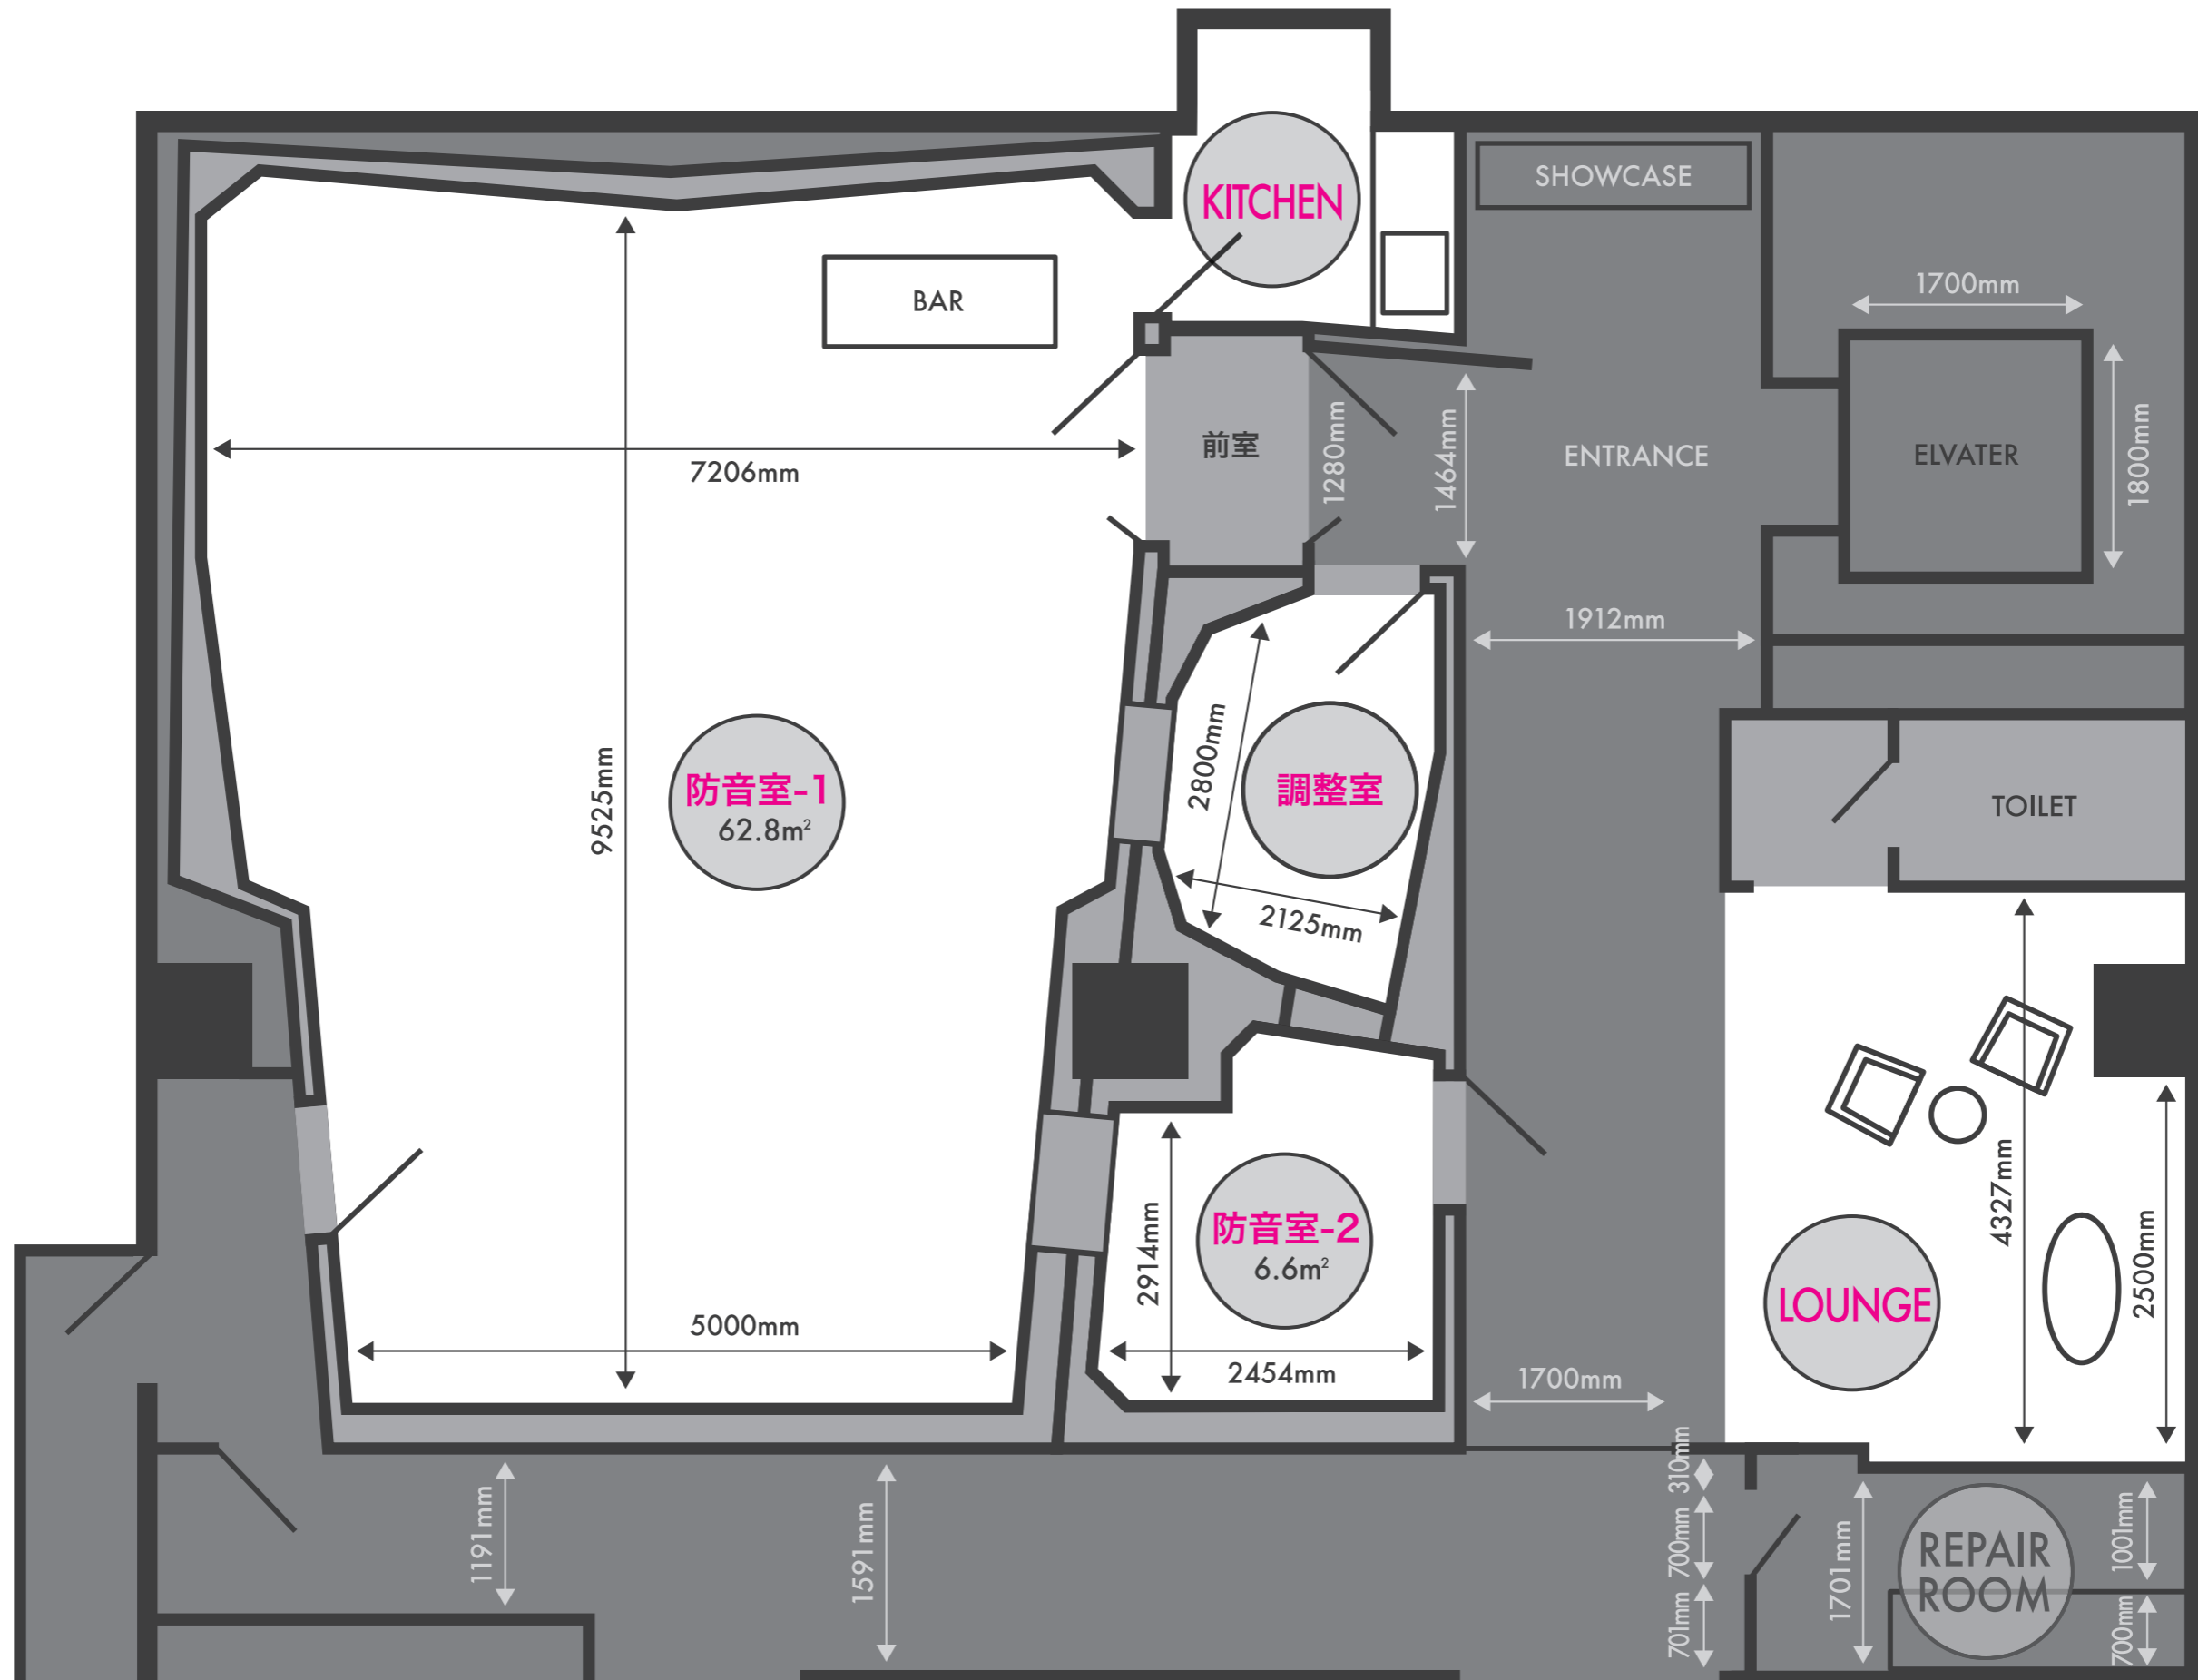 KITCHEN
SHOWCASE
BAR
1700mm
前室
1280mm
1464mm
ENTRANCE
ELVATER
1800mm
7206mm
1912mm
9525mm
防音室-1
62.8m²
2800mm
調整室
2125mm
TOILET
4327mm
2500mm
2914mm
防音室-2
6.6m²
LOUNGE
5000mm
2454mm
1700mm
1191mm
1591mm
310mm
700mm
701mm
1701mm
REPAIR
ROOM
1001mm
700mm